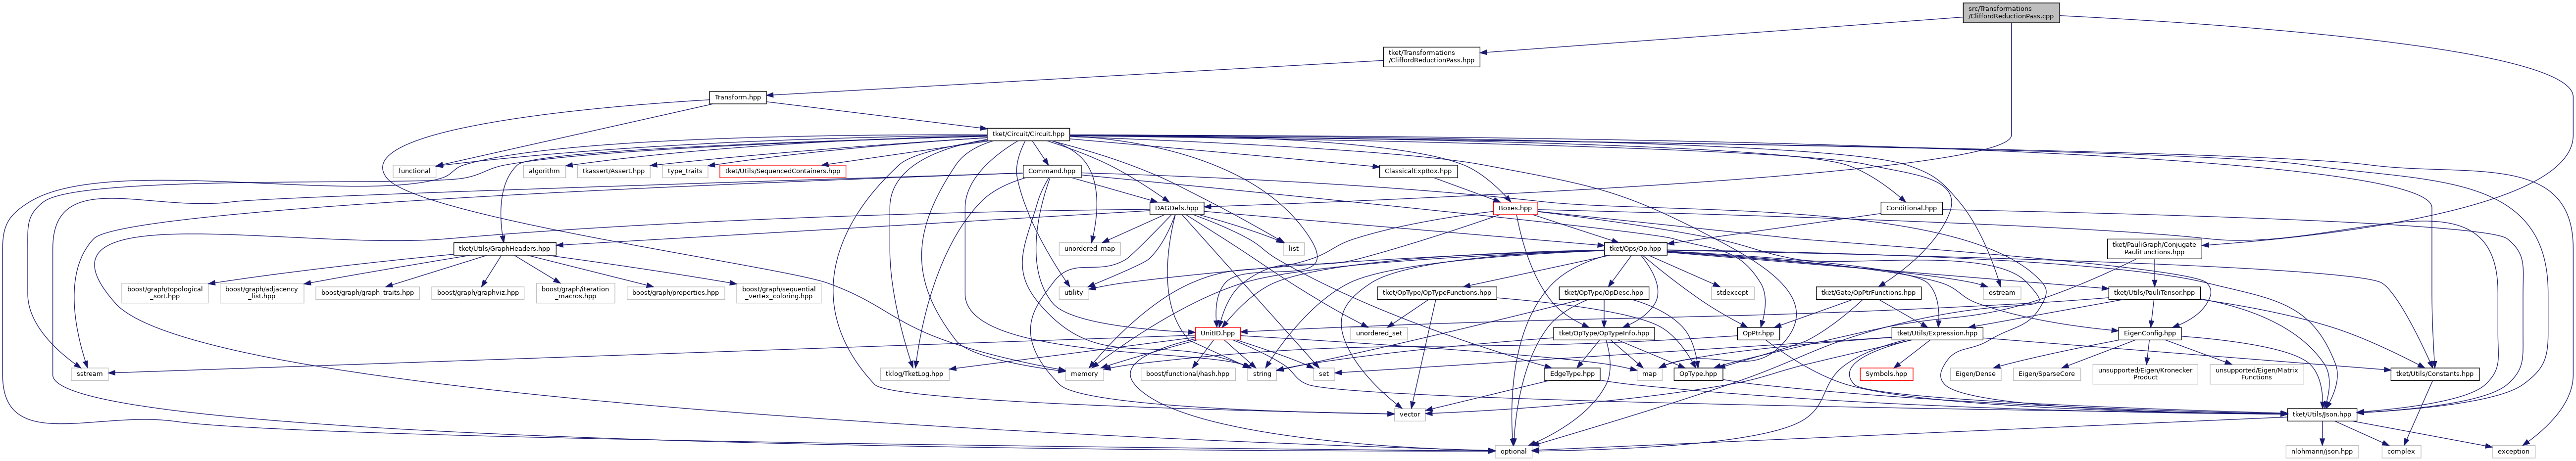 src/Transformations
/CliffordReductionPass.cpp
tket/Transformations
/CliffordReductionPass.hpp
Transform.hpp
tket/Circuit/Circuit.hpp
functional
algorithm
tkassert/Assert.hpp
type_traits
tket/Utils/SequencedContainers.hpp
Command.hpp
ClassicalExpBox.hpp
DAGDefs.hpp
Boxes.hpp
Conditional.hpp
tket/Utils/GraphHeaders.hpp
unordered_map
list
tket/Ops/Op.hpp
tket/PauliGraph/Conjugate
PauliFunctions.hpp
boost/graph/topological
_sort.hpp
boost/graph/adjacency
_list.hpp
boost/graph/graph_traits.hpp
boost/graph/graphviz.hpp
boost/graph/iteration
_macros.hpp
boost/graph/properties.hpp
boost/graph/sequential
_vertex_coloring.hpp
utility
tket/OpType/OpTypeFunctions.hpp
tket/OpType/OpDesc.hpp
stdexcept
tket/Gate/OpPtrFunctions.hpp
ostream
tket/Utils/PauliTensor.hpp
UnitID.hpp
unordered_set
tket/OpType/OpTypeInfo.hpp
OpPtr.hpp
tket/Utils/Expression.hpp
EigenConfig.hpp
sstream
tklog/TketLog.hpp
memory
boost/functional/hash.hpp
string
set
EdgeType.hpp
map
OpType.hpp
Symbols.hpp
Eigen/Dense
Eigen/SparseCore
unsupported/Eigen/Kronecker
Product
unsupported/Eigen/Matrix
Functions
tket/Utils/Constants.hpp
vector
tket/Utils/Json.hpp
optional
nlohmann/json.hpp
complex
exception